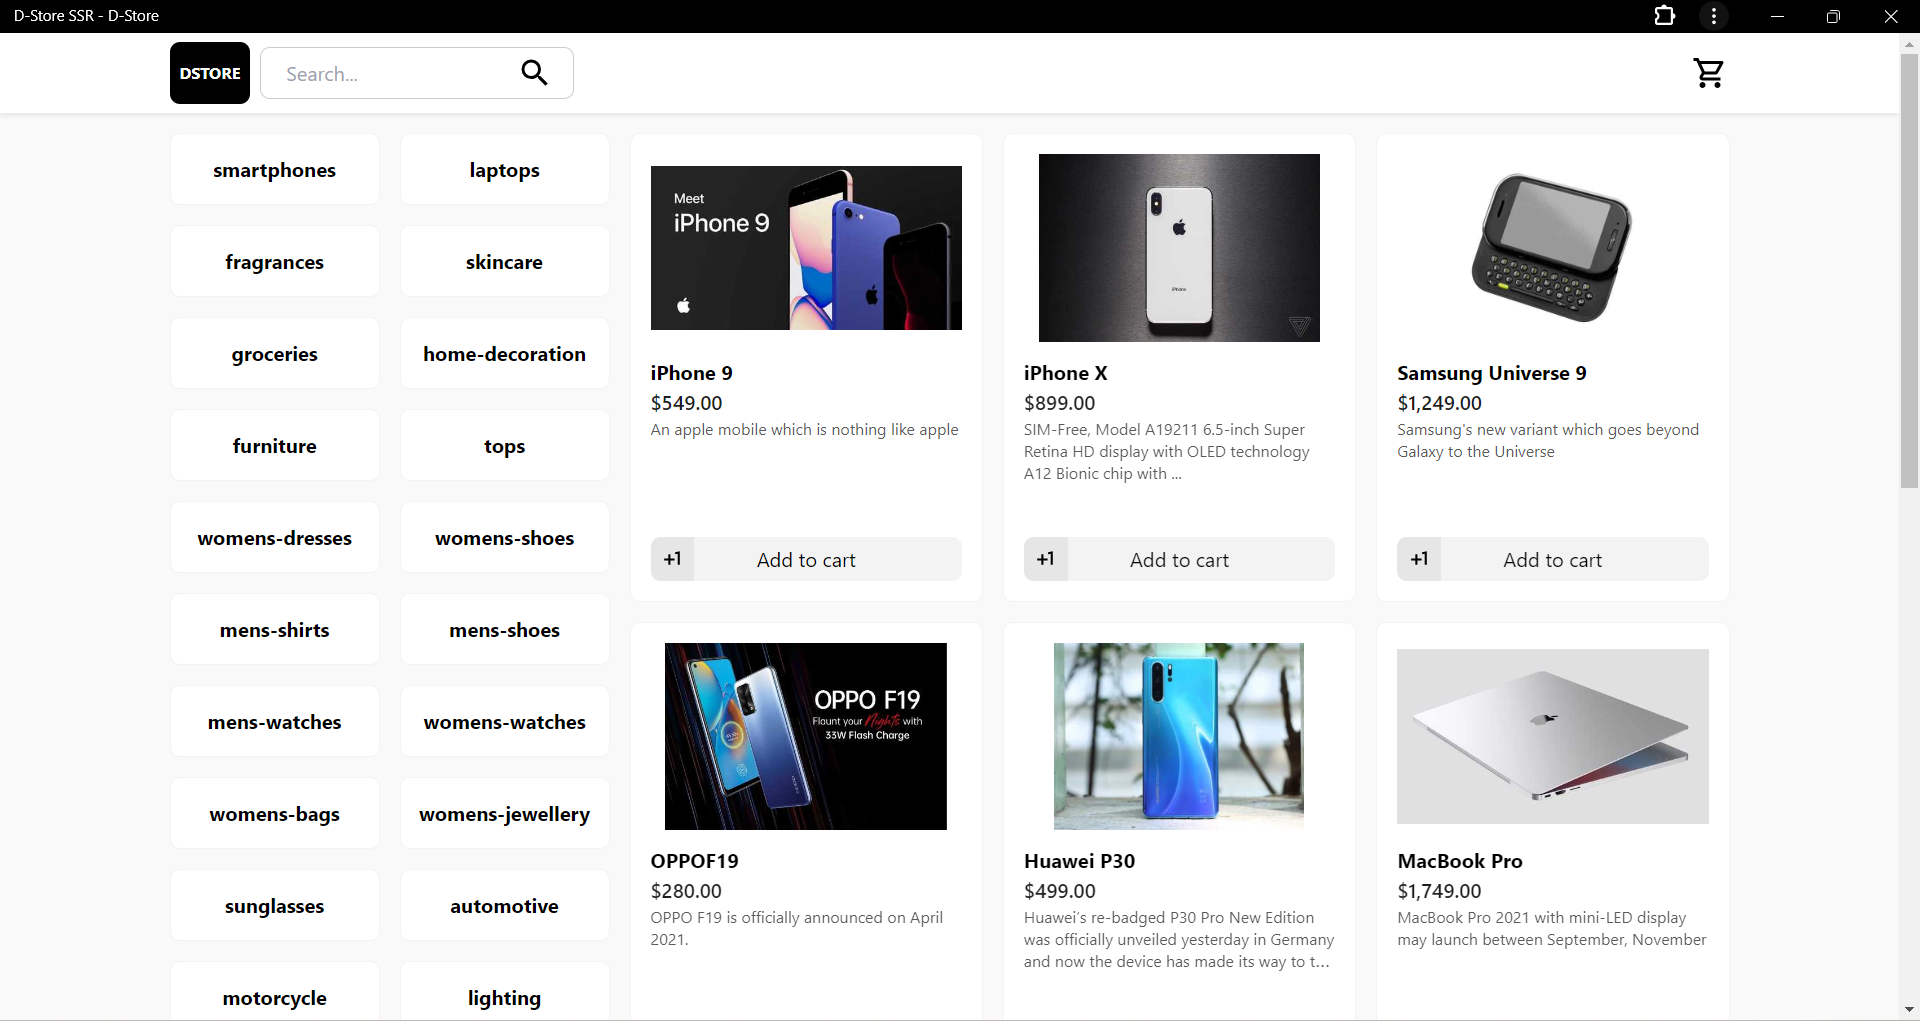 D-Store SSR - D-Store
DSTORE
Search...
smartphones
laptops
fragrances
skincare
groceries
home-decoration
furniture
tops
womens-dresses
womens-shoes
mens-shirts
mens-shoes
mens-watches
womens-watches
womens-bags
womens-jewellery
sunglasses
automotive
motorcycle
lighting
Meet
iPhone 9
iPhone 9
$549.00
An apple mobile which is nothing like apple
+1
Add to cart
iPhone
iPhone X
$899.00
SIM-Free, Model A19211 6.5-inch Super
Retina HD display with OLED technology
A12 Bionic chip with ...
+1
Add to cart
Samsung Universe 9
$1,249.00
Samsung's new variant which goes beyond
Galaxy to the Universe
+1
Add to cart
OPPO F19
Flaunt your Nights with
33W Flash Charge
OPPOF19
$280.00
OPPO F19 is officially announced on April
2021.
Huawei P30
$499.00
Huawei’s re-badged P30 Pro New Edition
was officially unveiled yesterday in Germany
and now the device has made its way to t...
MacBook Pro
$1,749.00
MacBook Pro 2021 with mini-LED display
may launch between September, November